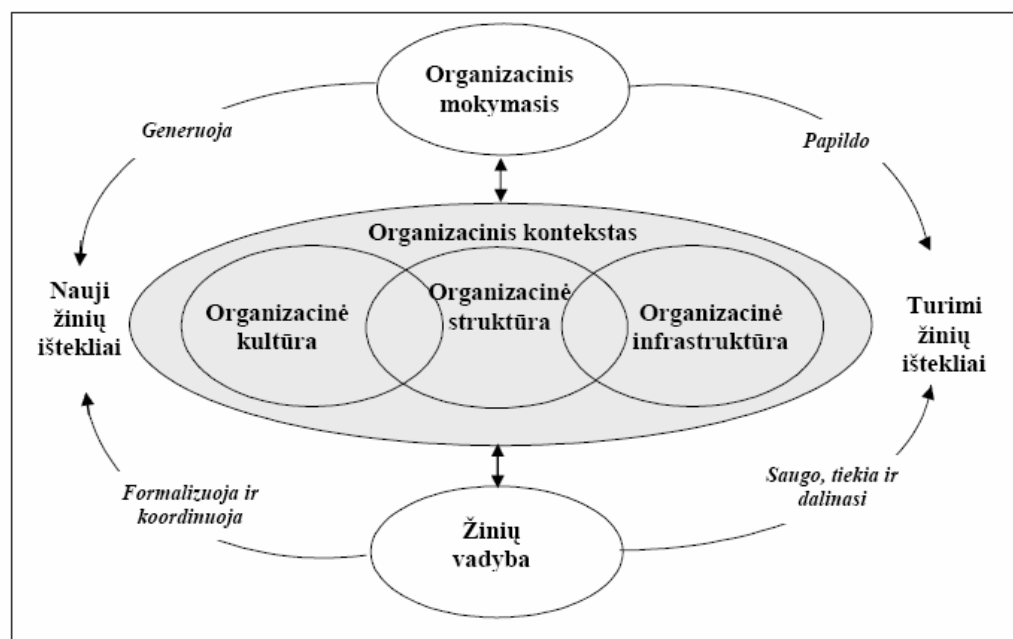 Organizacinis
mokymasis
Generuoja
Papildo
Organizacinis kontekstas
Nauji
žinių
ištekliai
Organizacinė
kultūra
Organizacinė
struktūra
Organizacinė
infrastruktūra
Turimi
žinių
ištekliai
Formalizuoja ir
koordinuoja
Saugo, tiekia ir
dalinasi
Žinių
vadyba